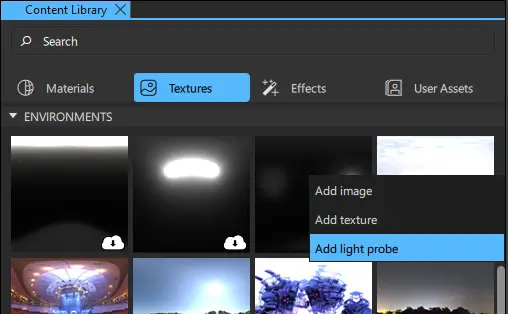 Content Library
Search
Materials
Textures
Effects
User Assets
ENVIRONMENTS
Add image
Add texture
Add light probe